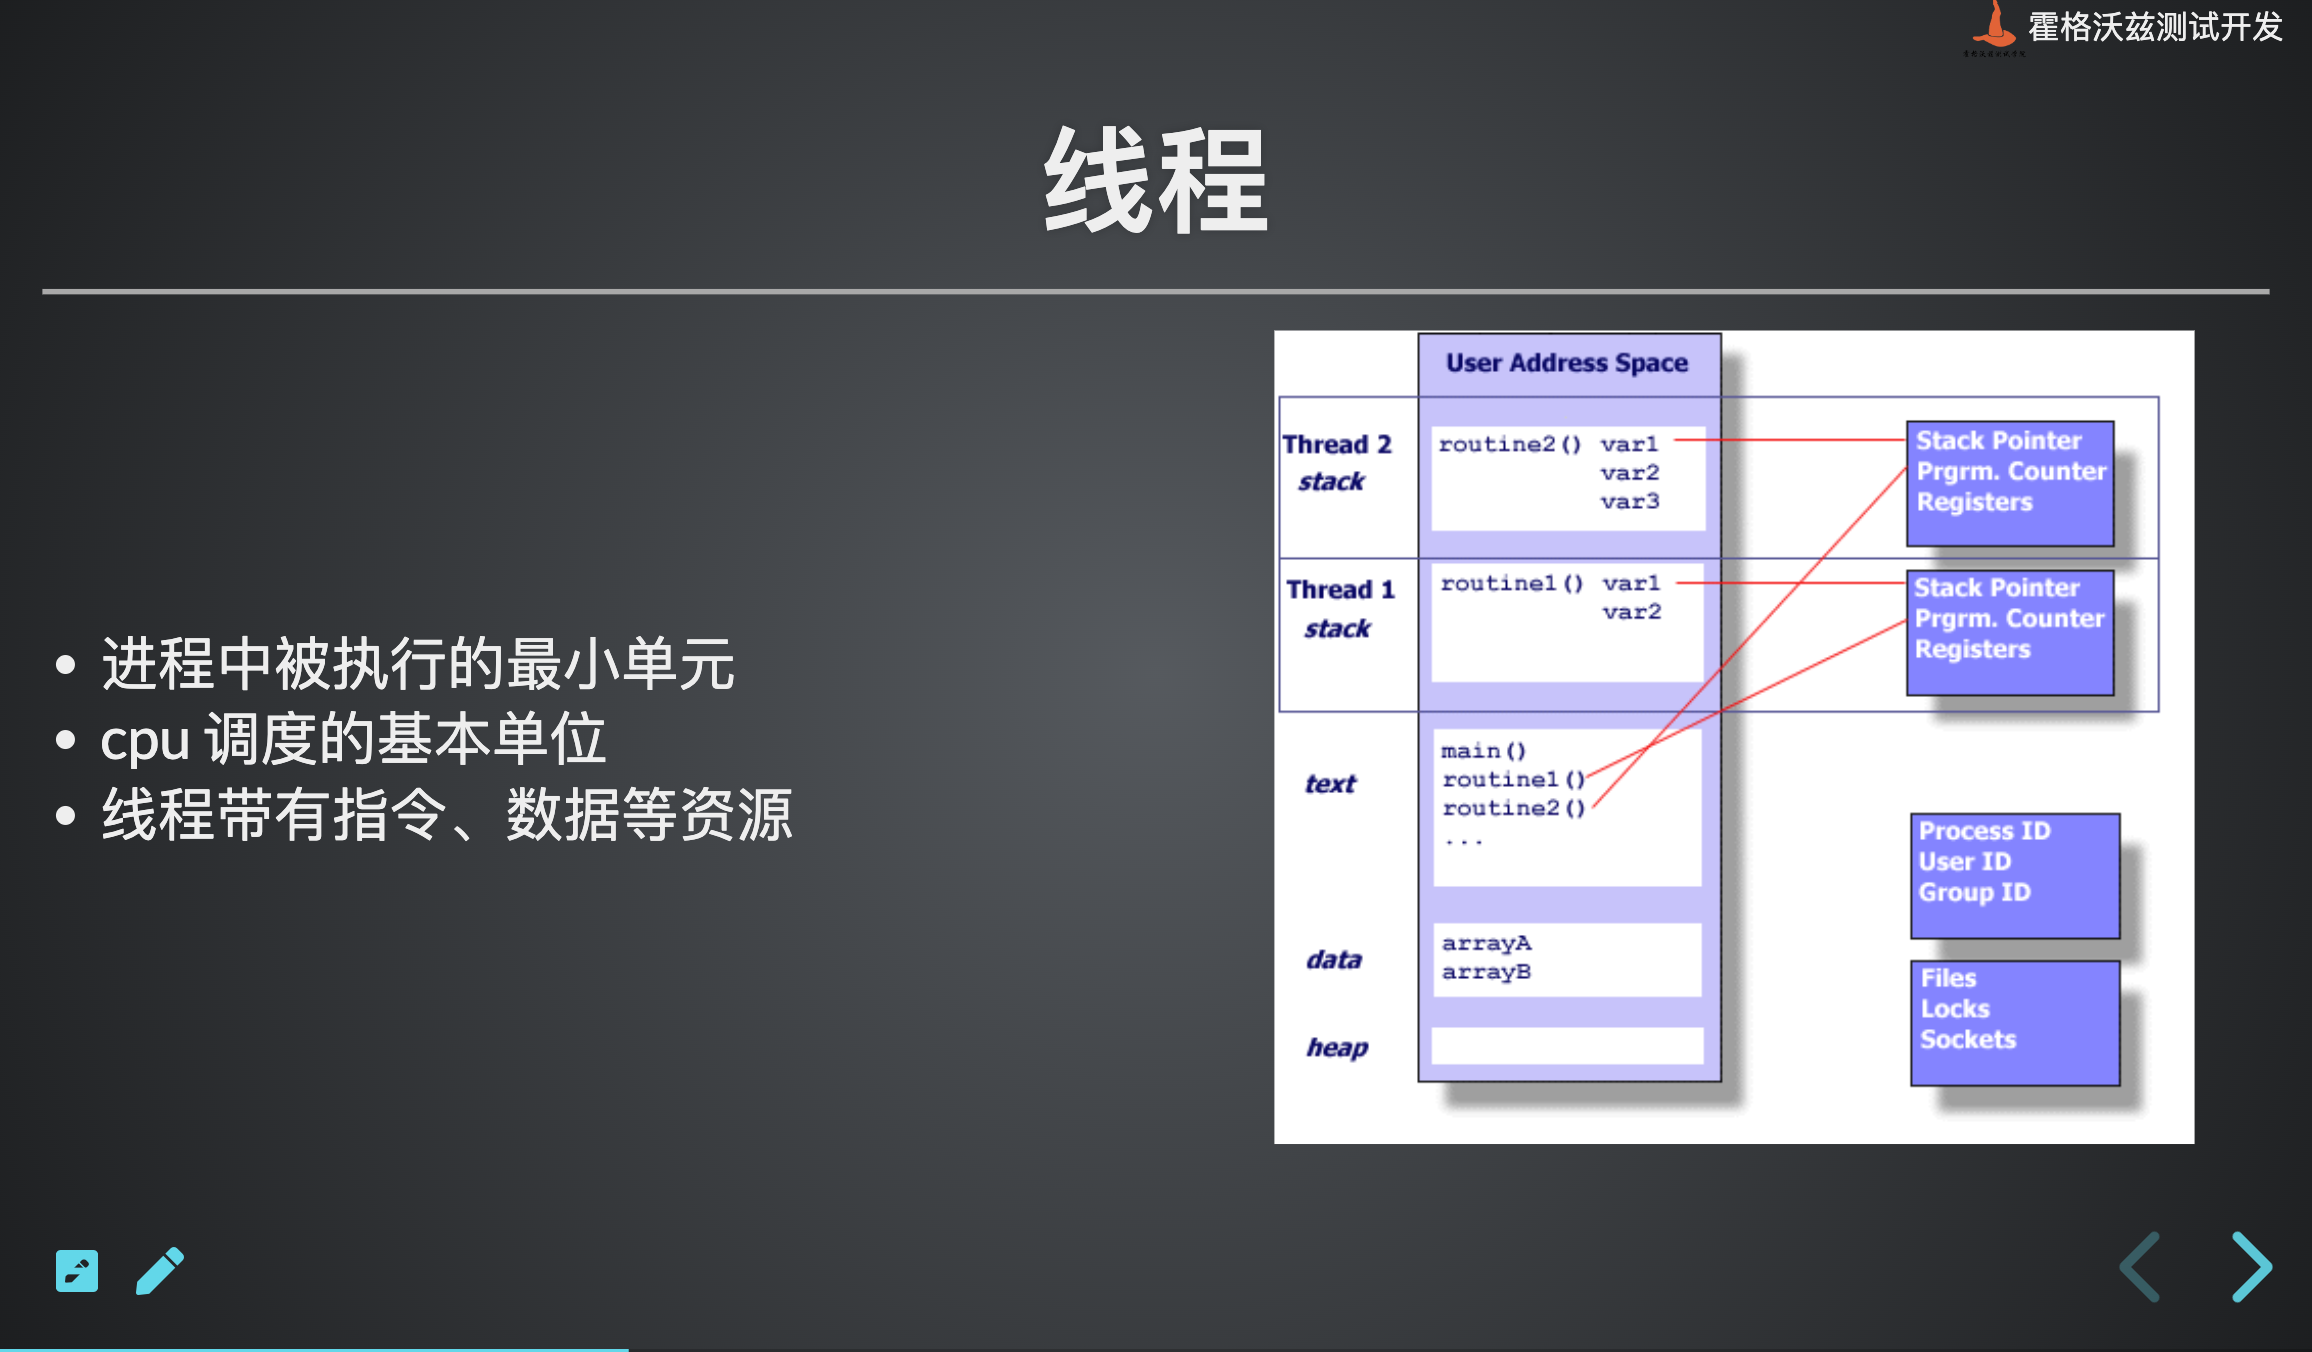 霍格沃兹测试开发
线程
进程中被执行的最小单元
cpu 调度的基本单位
线程带有指令、数据等资源
User Address Space
Thread 2
stack
routine2() var1
var2
var3
Stack Pointer
Prgrm. Counter
Registers
Thread 1
stack
routine1() var1
var2
Stack Pointer
Prgrm. Counter
Registers
text
main()
routine1()
routine2()
...
Process ID
User ID
Group ID
data
arrayA
arrayB
Files
Locks
Sockets
heap